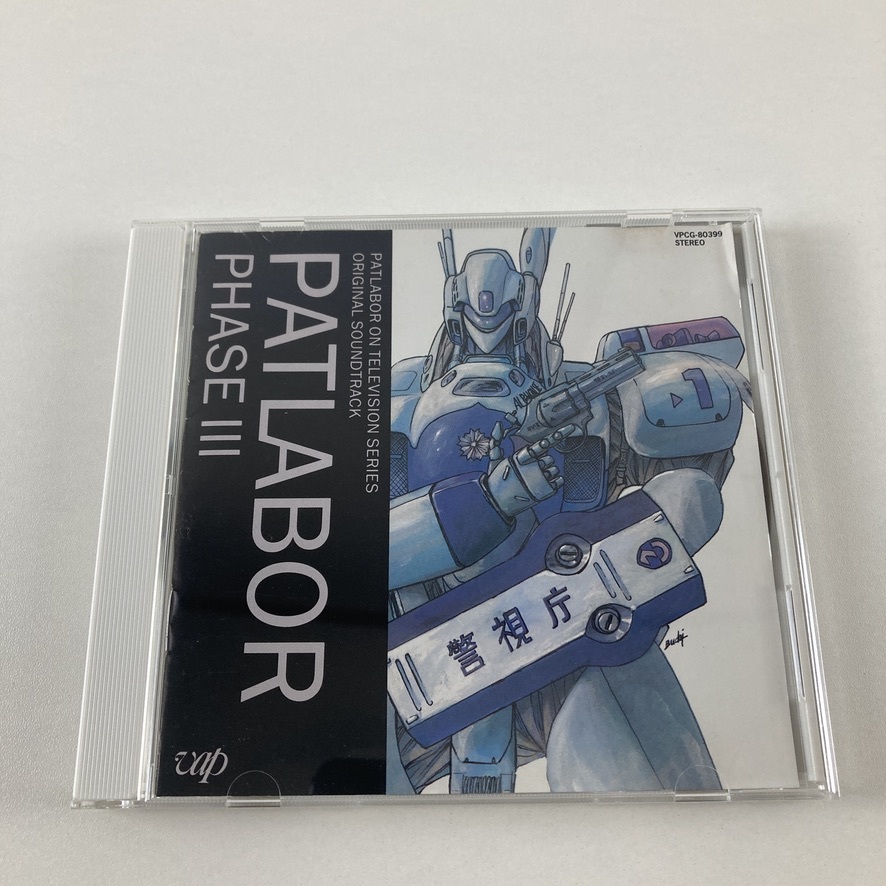 PATLABOR ON TELEVISION SERIES
ORIGINAL SOUNDTRACK
PATLABOR
PHASE III
vap
VPCG-80399
STEREO
ALPHONSE
1
2
警視庁
Buchi